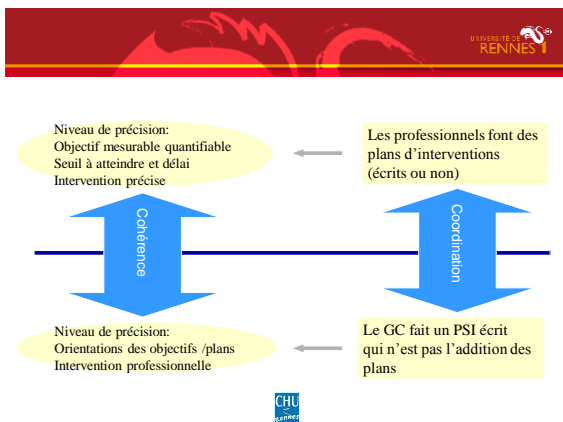 UNIVERSITÉ DE
RENNES 1
Niveau de précision:
Objectif mesurable quantifiable
Seuil à atteindre et délai
Intervention précise
Les professionnels font des
plans d'interventions
(écrits ou non)
Cohérence
Coordination
Niveau de précision:
Orientations des objectifs /plans
Intervention professionnelle
Le GC fait un PSI écrit
qui n'est pas l'addition des
plans
CHU
Rennes